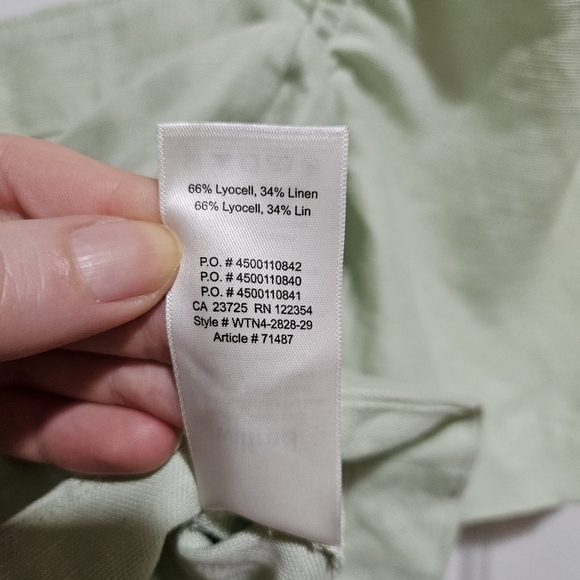 66% Lyocell, 34% Linen
66% Lyocell, 34% Lin
P.O. # 4500110842
P.O. # 4500110840
P.O. # 4500110841
CA 23725 RN 122354
Style # WTN4-2828-29
Article # 71487